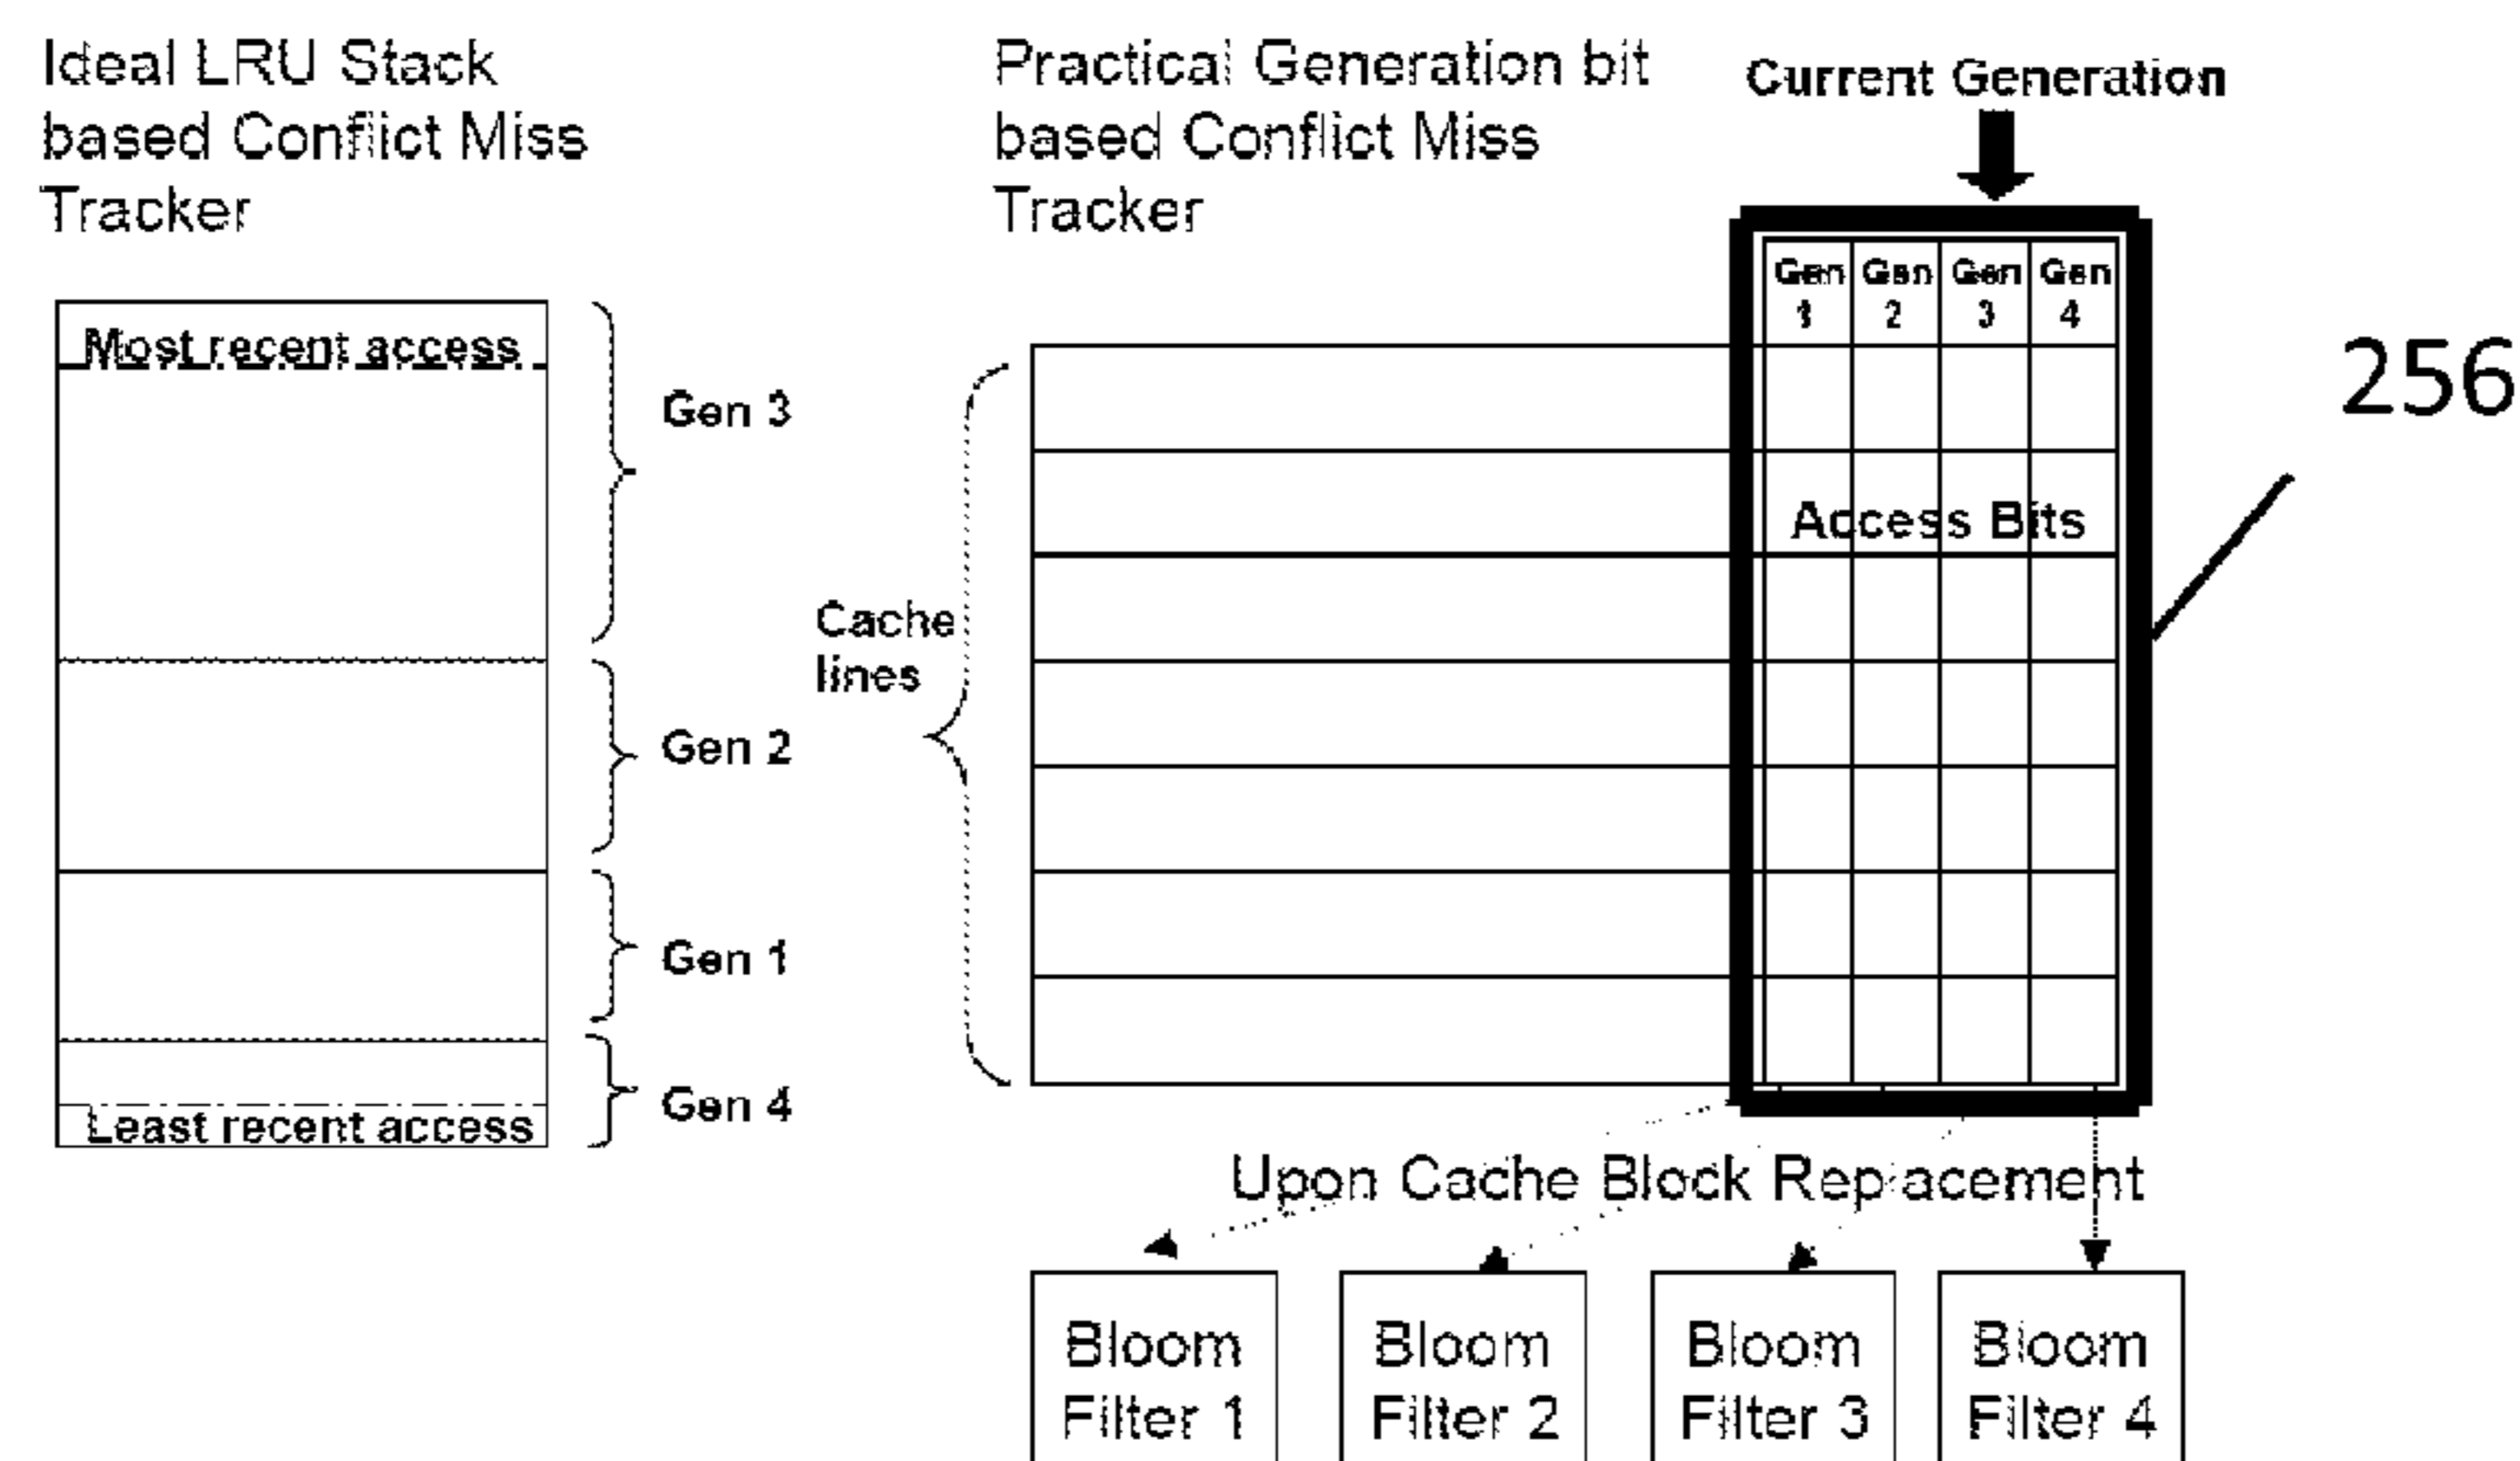 Ideal LRU Stack
based Conflict Miss
Tracker
Most recent access
Gen 3
Gen 2
Gen 1
Gen 4
Least recent access
Practical Generation bit
based Conflict Miss
Tracker
Current Generation
Gen Gen Gen Gen
1 2 3 4
256
Access Bits
Cache
lines
Upon Cache Block Replacement
Bloom
Filter 1
Bloom
Filter 2
Bloom
Filter 3
Bloom
Filter 4